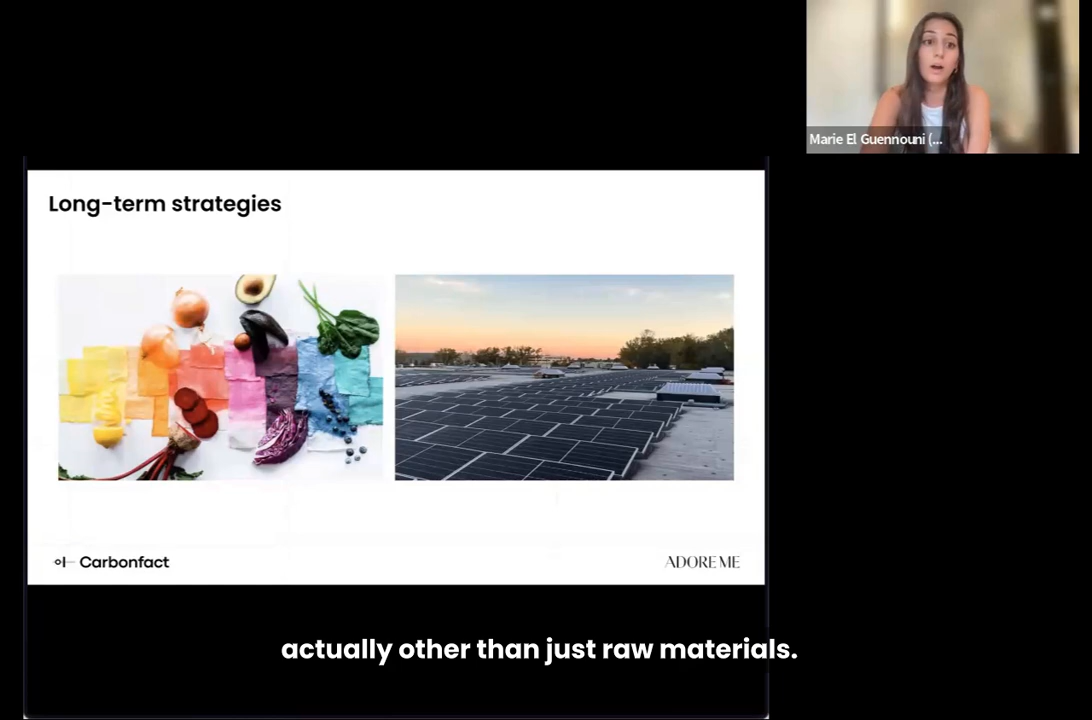 Marie El Guennouni (...
Long-term strategies
Carbonfact
ADORE ME
actually other than just raw materials.